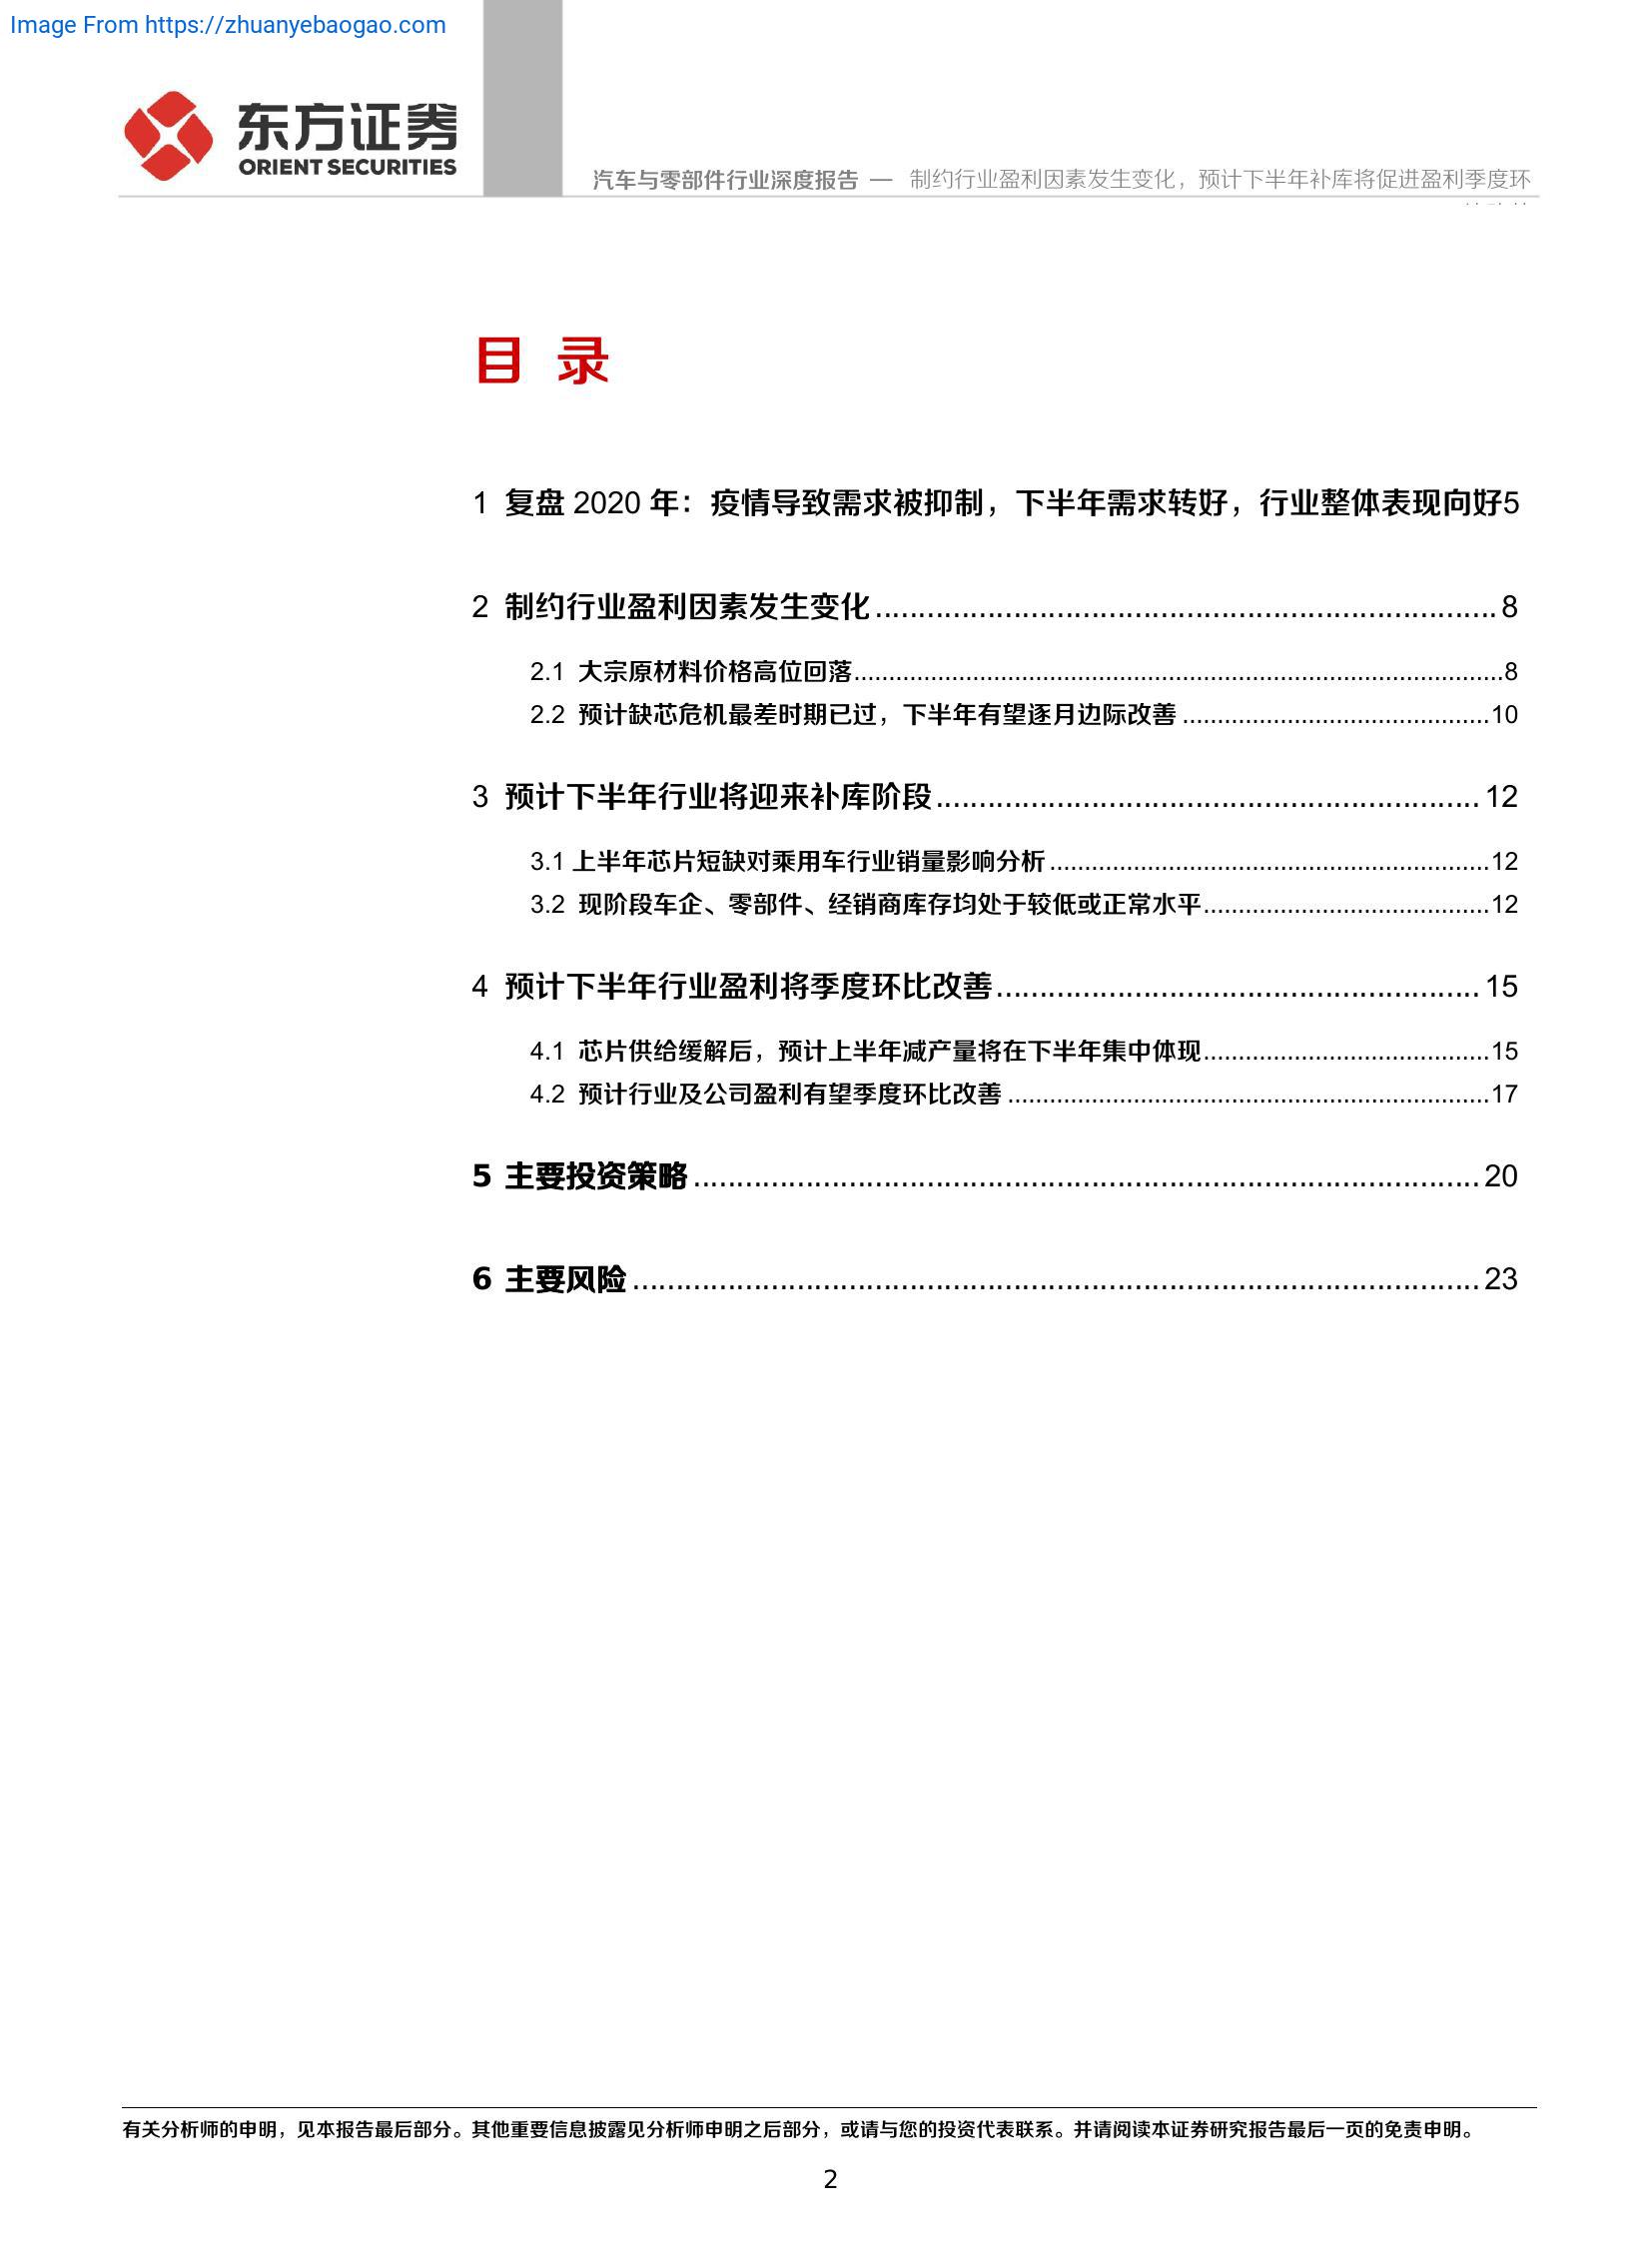 Image From https://zhuanyebaogao.com
东方证券
ORIENT SECURITIES
汽车与零部件行业深度报告 — 制约行业盈利因素发生变化，预计下半年补库将促进盈利季度环
目 录
1 复盘 2020 年：疫情导致需求被抑制，下半年需求转好，行业整体表现向好5
2 制约行业盈利因素发生变化........................................................................ 8
2.1 大宗原材料价格高位回落.............................................................................................8
2.2 预计缺芯危机最差时期已过，下半年有望逐月边际改善 ............................................10
3 预计下半年行业将迎来补库阶段............................................................... 12
3.1 上半年芯片短缺对乘用车行业销量影响分析...............................................................12
3.2 现阶段车企、零部件、经销商库存均处于较低或正常水平.........................................12
4 预计下半年行业盈利将季度环比改善........................................................ 15
4.1 芯片供给缓解后，预计上半年减产量将在下半年集中体现.........................................15
4.2 预计行业及公司盈利有望季度环比改善 .....................................................................17
5 主要投资策略........................................................................................... 20
6 主要风险.................................................................................................. 23
有关分析师的申明，见本报告最后部分。其他重要信息披露见分析师申明之后部分，或请与您的投资代表联系。并请阅读本证券研究报告最后一页的免责申明。
2